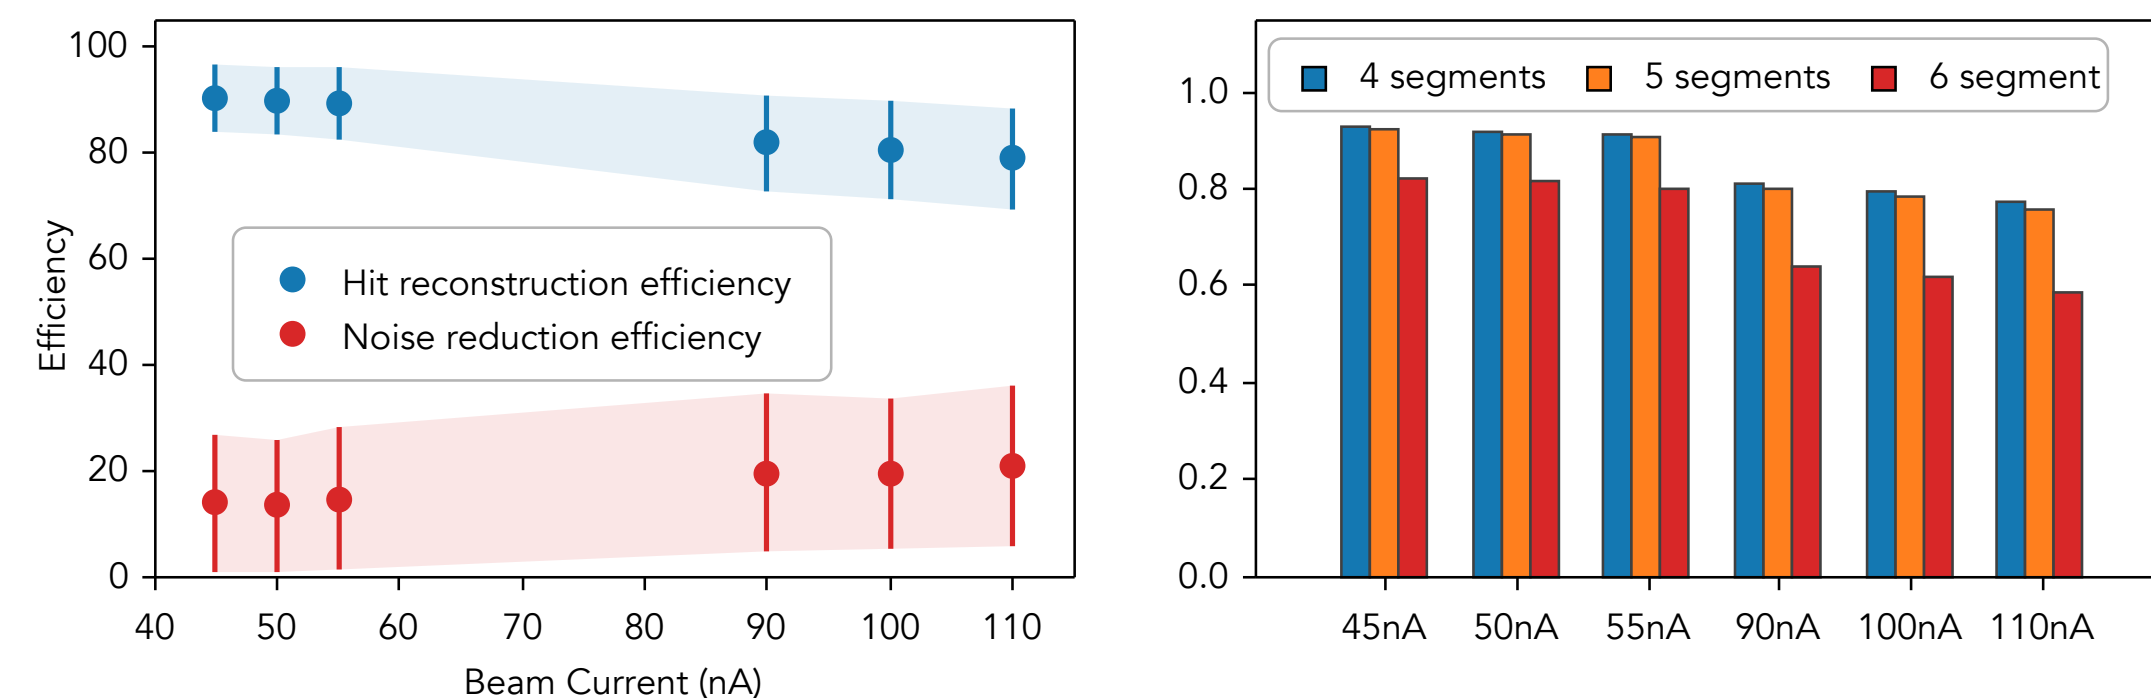 100
80
60
40
20
0
Efficiency
Hit reconstruction efficiency
Noise reduction efficiency
40 50 60 70 80 90 100 110
Beam Current (nA)
4 segments 5 segments 6 segment
1.0
0.8
0.6
0.4
0.2
0.0
45nA 50nA 55nA 90nA 100nA 110nA